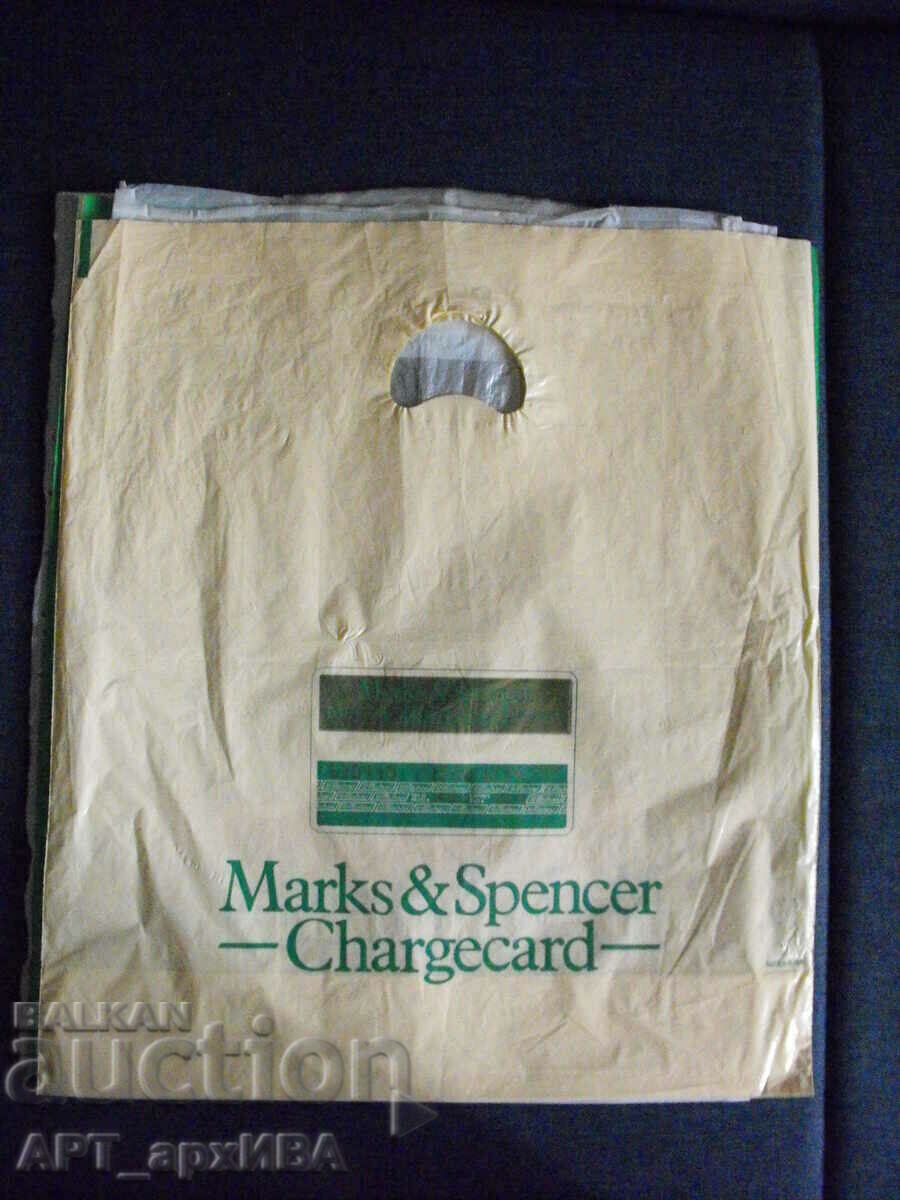 Marks & Spencer
—Chargecard—
BALKAN
auction
АРТ_архИВА